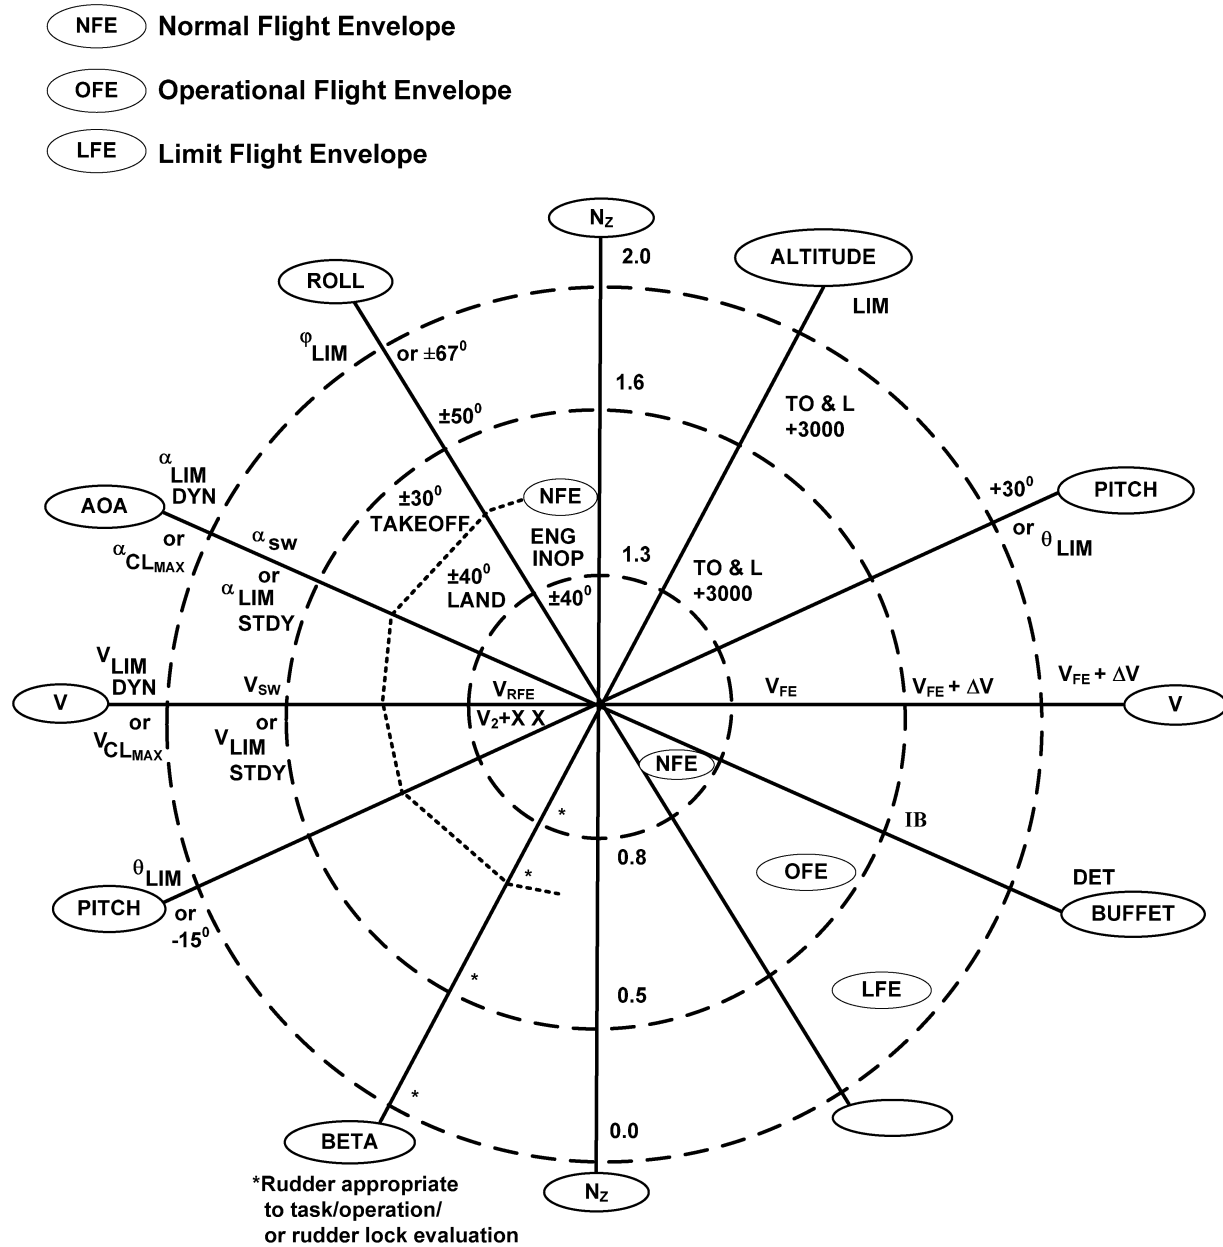 NFE Normal Flight Envelope
OFE Operational Flight Envelope
LFE Limit Flight Envelope
NZ
2.0
ALTITUDE
LIM
ROLL
φLIM
or ±67⁰
1.6
TO & L
+3000
±50⁰
αLIM
DYN
AOA
or
αCLMAX
αSW
or
αLIM
STDY
±30⁰
TAKEOFF
NFE
ENG
INOP
±40⁰
±40⁰
LAND
1.3
TO & L
+3000
+30⁰
PITCH
or θLIM
VLIM
DYN
V
or
VCLMAX
VSW
or
VLIM
STDY
VRFE
V2+X X
VFE
VFE + ΔV
VFE + ΔV
V
NFE
*
0.8
IB
OFE
DET
BUFFET
θLIM
PITCH
or
-15⁰
*
*
0.5
LFE
*
BETA
0.0
NZ
*Rudder appropriate
to task/operation/
or rudder lock evaluation